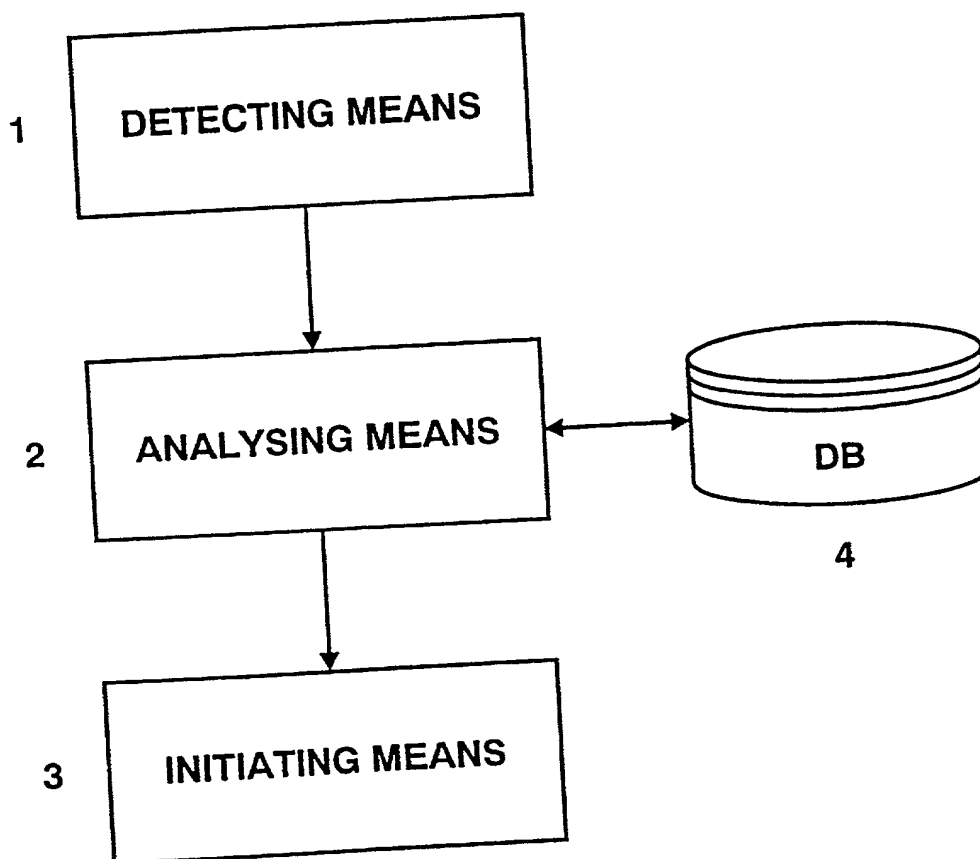 1
DETECTING MEANS
2
ANALYSING MEANS
DB
4
3
INITIATING MEANS